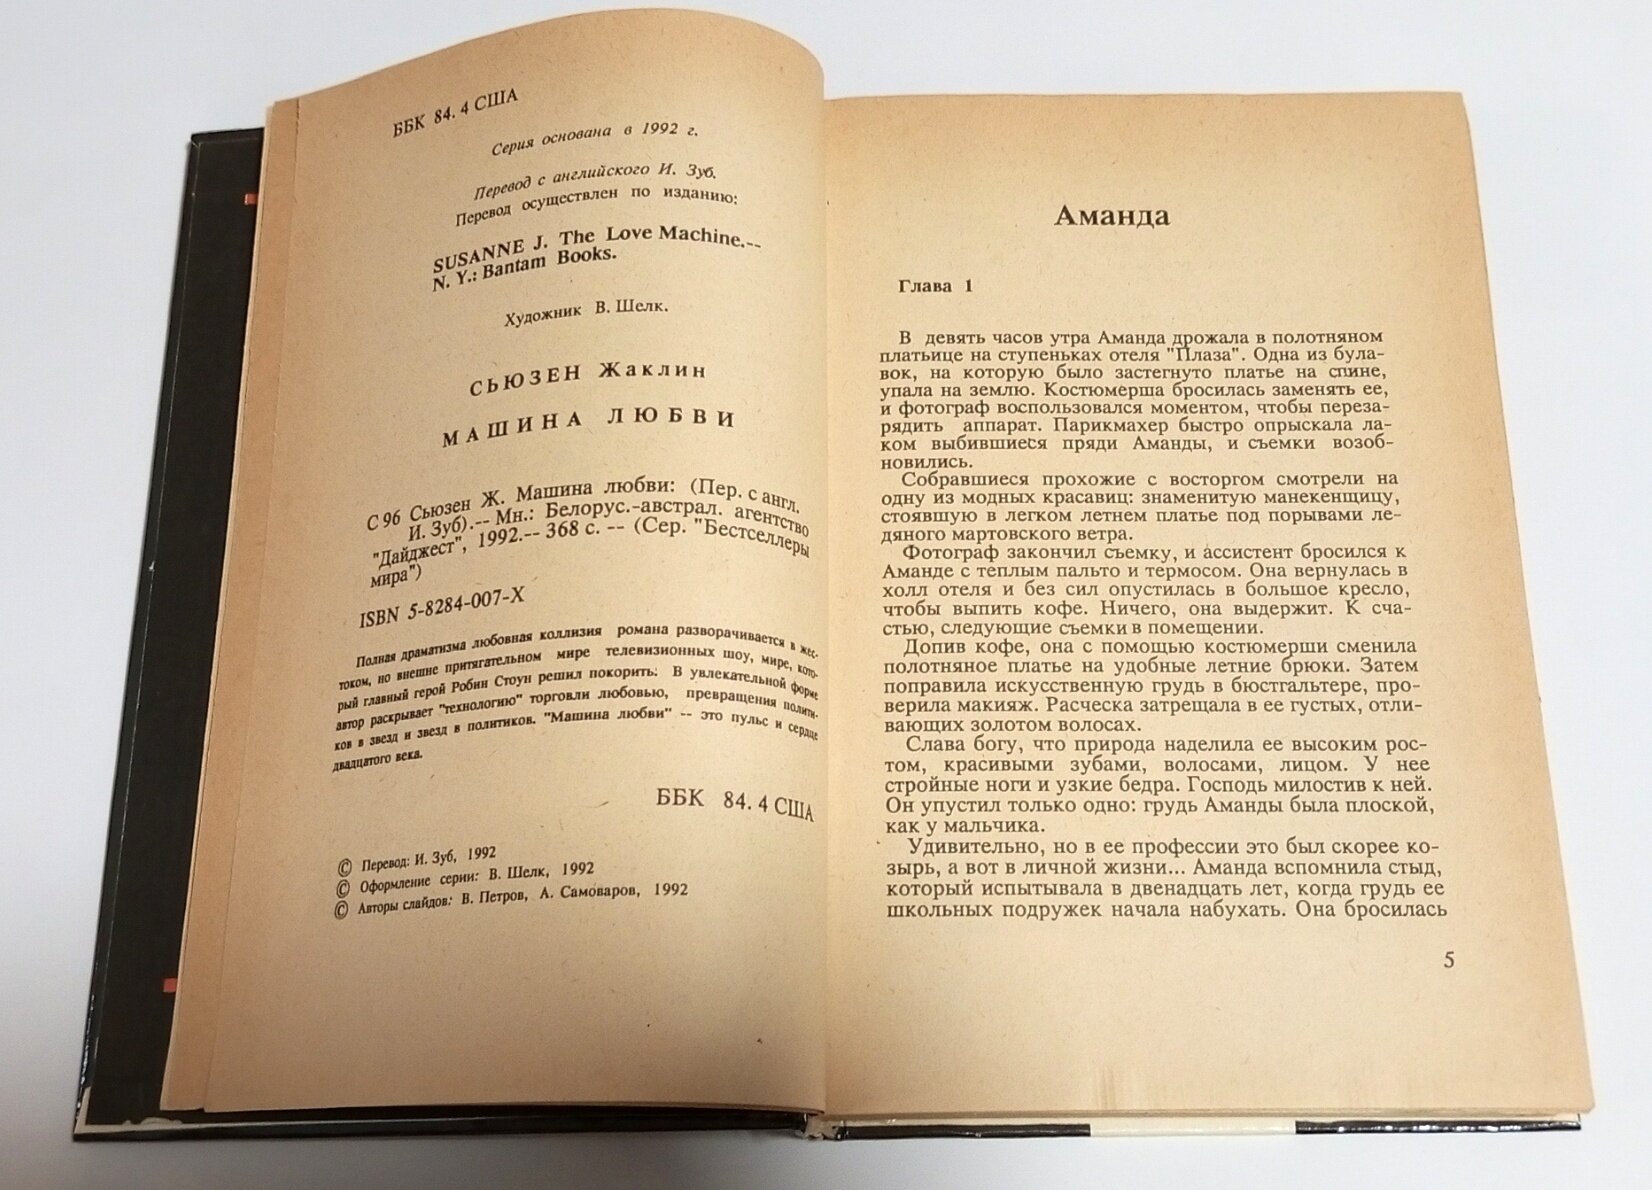 ББК 84. 4 США
Серия основана в 1992 г.
Перевод с английского И. Зуб.
Перевод осуществлен по изданию:
SUSANNE J. The Love Machine.--
N. Y.: Bantam Books.
Художник В. Шелк.
СЬЮЗЕН Жаклин
МАШИНА ЛЮБВИ
С 96 Сьюзен Ж. Машина любви: (Пер. с англ.
И. Зуб).-- Мн.: Белорус.-австрал. агентство
"Дайджест", 1992.-- 368 с. -- (Сер. "Бестселлеры
мира")
ISBN 5-8284-007-X
Полная драматизма любовная коллизия романа разворачивается в жес-
током, но внешне притягательном мире телевизионных шоу, мире, кото-
рый главный герой Робин Стоун решил покорить. В увлекательной форме
автор раскрывает "технологию" торговли любовью, превращения полити-
ков в звезд и звезд в политиков. "Машина любви" -- это пульс и сердце
двадцатого века.
ББК 84. 4 США
© Перевод: И. Зуб, 1992
© Оформление серии: В. Шелк, 1992
© Авторы слайдов: В. Петров, А. Самоваров, 1992
Аманда
Глава 1
В девять часов утра Аманда дрожала в полотняном
платьице на ступеньках отеля "Плаза". Одна из була-
вок, на которую было застегнуто платье на спине,
упала на землю. Костюмерша бросилась заменять ее,
и фотограф воспользовался моментом, чтобы переза-
рядить аппарат. Парикмахер быстро опрыскала ла-
ком выбившиеся пряди Аманды, и съемки возоб-
новились.
Собравшиеся прохожие с восторгом смотрели на
одну из модных красавиц: знаменитую манекенщицу,
стоявшую в легком летнем платье под порывами ле-
дяного мартовского ветра.
Фотограф закончил съемку, и ассистент бросился к
Аманде с теплым пальто и термосом. Она вернулась в
холл отеля и без сил опустилась в большое кресло,
чтобы выпить кофе. Ничего, она выдержит. К сча-
стью, следующие съемки в помещении.
Допив кофе, она с помощью костюмерши сменила
полотняное платье на удобные летние брюки. Затем
поправила искусственную грудь в бюстгальтере, про-
верила макияж. Расческа затрещала в ее густых, отли-
вающих золотом волосах.
Слава богу, что природа наделила ее высоким рос-
том, красивыми зубами, волосами, лицом. У нее
стройные ноги и узкие бедра. Господь милостив к ней.
Он упустил только одно: грудь Аманды была плоской,
как у мальчика.
Удивительно, но в ее профессии это был скорее ко-
зырь, а вот в личной жизни... Аманда вспомнила стыд,
который испытывала в двенадцать лет, когда грудь ее
школьных подружек начала набухать. Она бросилась
5